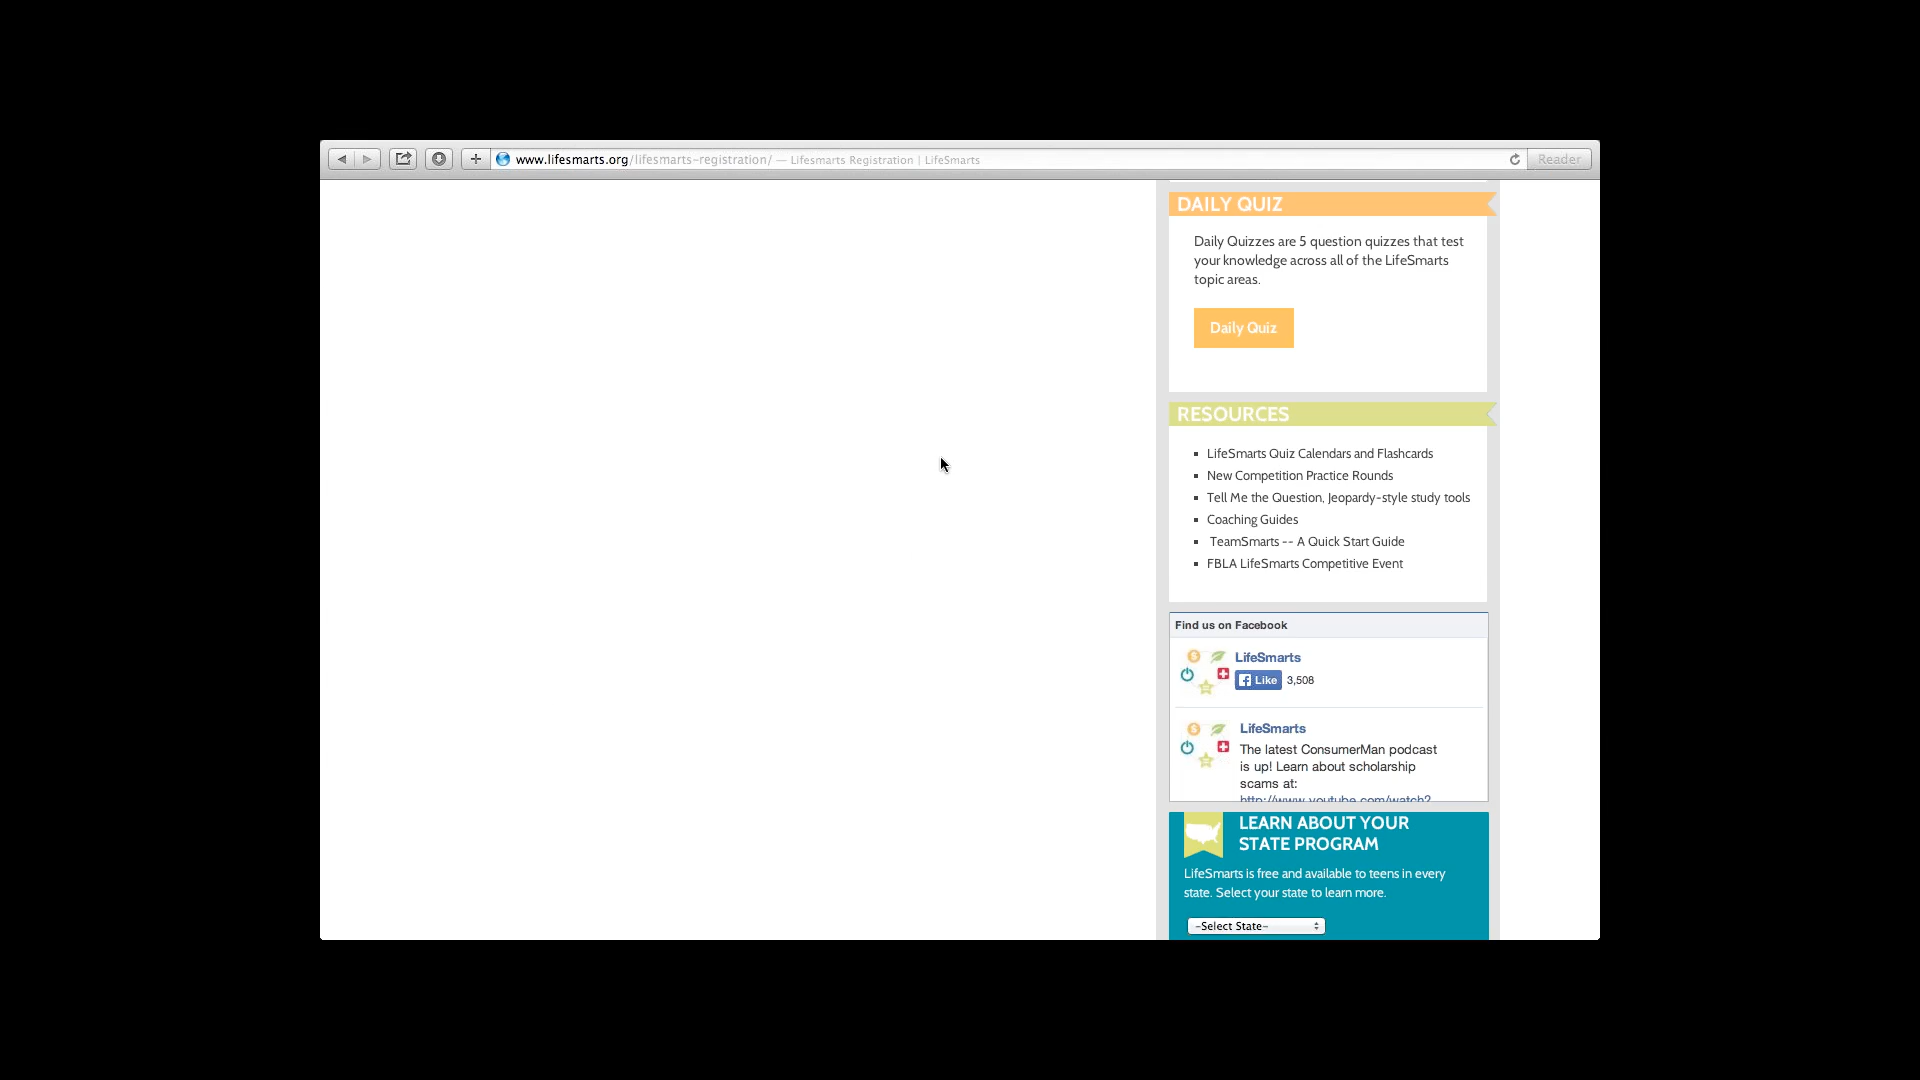 www.lifesmarts.org/lifesmarts-registration/ — Lifesmarts Registration | LifeSmarts
Reader
DAILY QUIZ
Daily Quizzes are 5 question quizzes that test
your knowledge across all of the LifeSmarts
topic areas.
Daily Quiz
RESOURCES
LifeSmarts Quiz Calendars and Flashcards
New Competition Practice Rounds
Tell Me the Question, Jeopardy-style study tools
Coaching Guides
TeamSmarts -- A Quick Start Guide
FBLA LifeSmarts Competitive Event
Find us on Facebook
LifeSmarts
Like 3,508
LifeSmarts
The latest ConsumerMan podcast
is up! Learn about scholarship
scams at:
http://www.youtube.com/watch?
LEARN ABOUT YOUR
STATE PROGRAM
LifeSmarts is free and available to teens in every
state. Select your state to learn more.
-Select State-